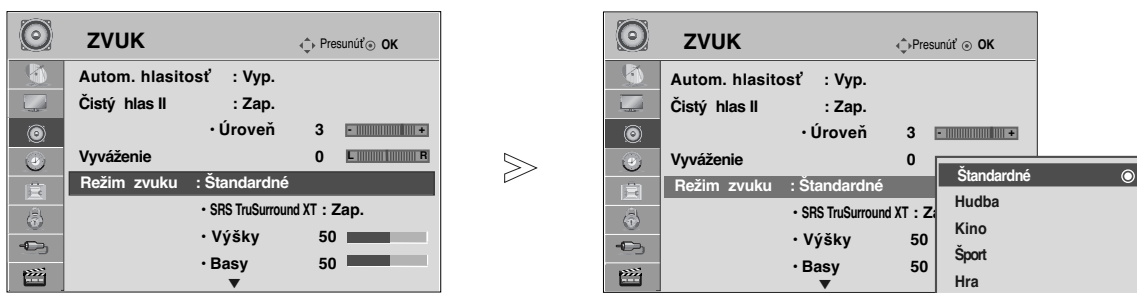 ZVUK
Presunúť OK
Autom. hlasitosť : Vyp.
Čistý hlas II : Zap.
• Úroveň 3 - +
Vyváženie 0 L R
Režim zvuku : Štandardné
• SRS TruSurround XT : Zap.
• Výšky 50
• Basy 50
ZVUK
Presunúť OK
Autom. hlasitosť : Vyp.
Čistý hlas II : Zap.
• Úroveň 3 - +
Vyváženie 0
Režim zvuku : Štandardné
• SRS TruSurround XT : Za
• Výšky 50
• Basy 50
Štandardné
Hudba
Kino
Šport
Hra